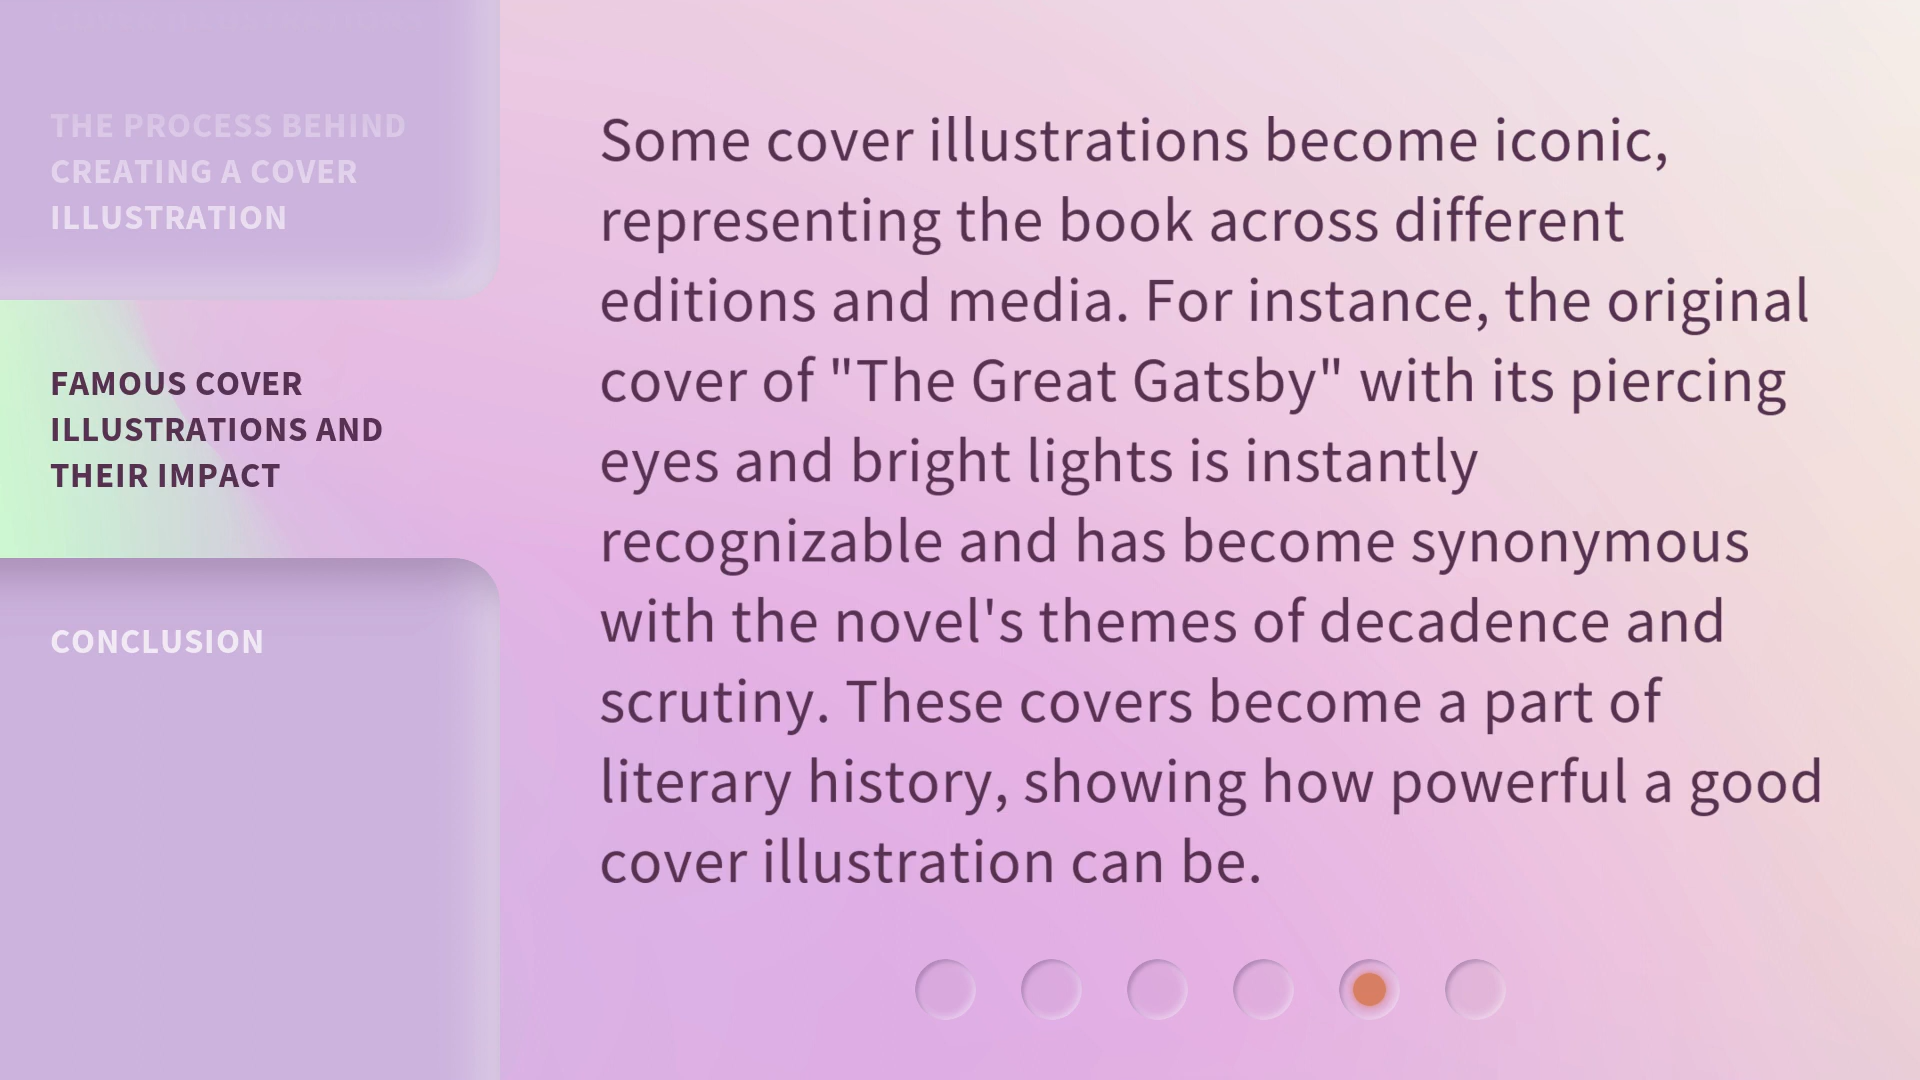 THE PROCESS BEHIND
CREATING A COVER
ILLUSTRATION
FAMOUS COVER
ILLUSTRATIONS AND
THEIR IMPACT
CONCLUSION
Some cover illustrations become iconic,
representing the book across different
editions and media. For instance, the original
cover of "The Great Gatsby" with its piercing
eyes and bright lights is instantly
recognizable and has become synonymous
with the novel's themes of decadence and
scrutiny. These covers become a part of
literary history, showing how powerful a good
cover illustration can be.